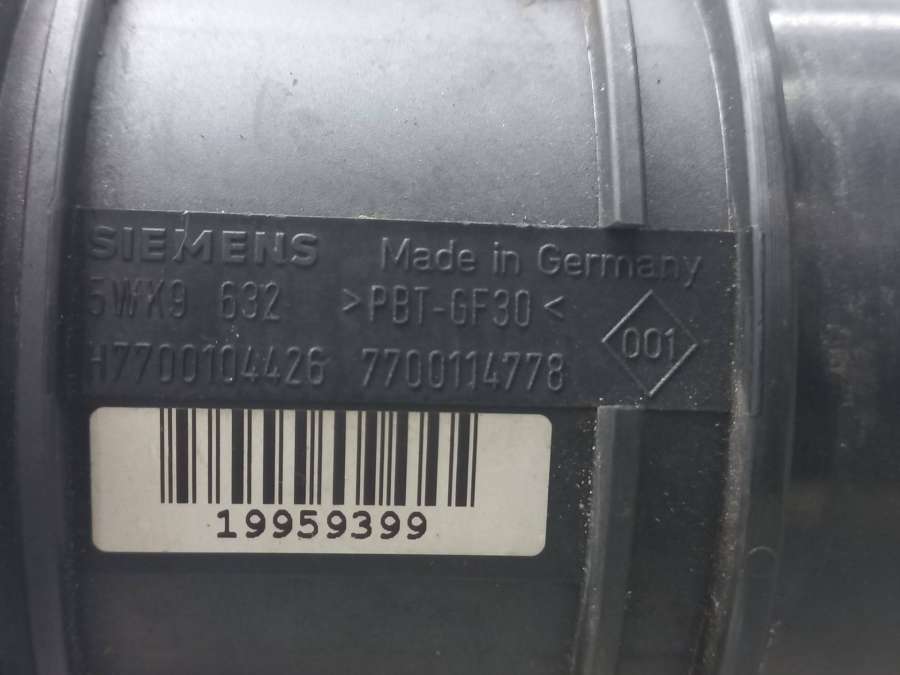 SIEMENS Made in Germany
5WK9 632 >PBT-GF30<
001
H7700104426 7700114778
19959399